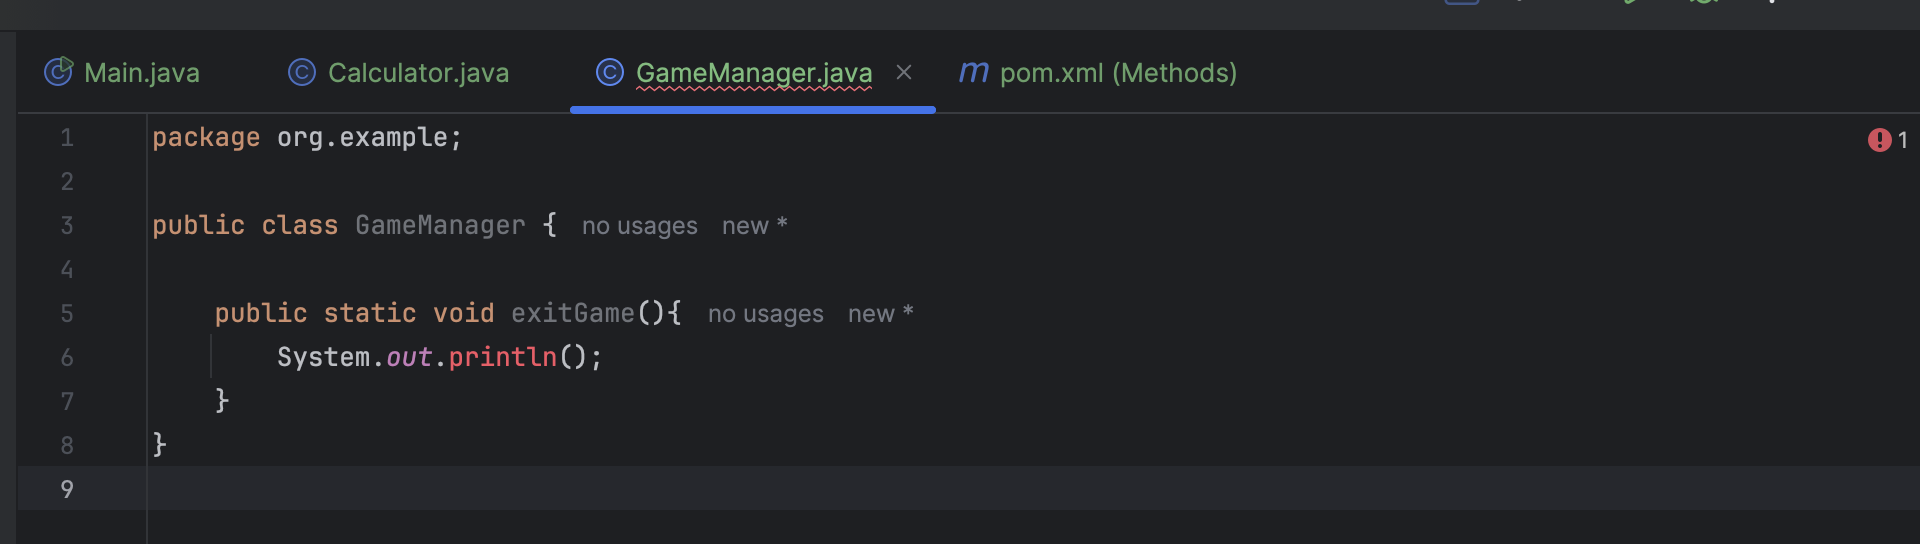 Main.java Calculator.java GameManager.java pom.xml (Methods)
1 package org.example; 1
2
3 public class GameManager { no usages new *
4
5 public static void exitGame(){ no usages new *
6 System.out.println();
7 }
8 }
9